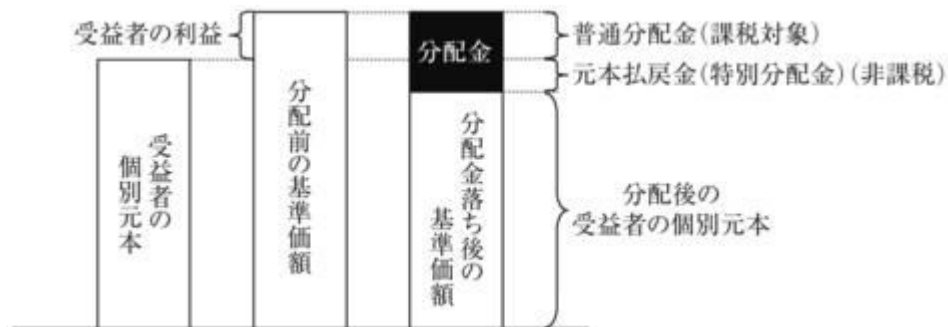 受益者の利益
受益者の
個別元本
分配前の基準価額
分配金
分配金落ち後の
基準価額
普通分配金(課税対象)
元本払戻金(特別分配金)(非課税)
分配後の
受益者の個別元本